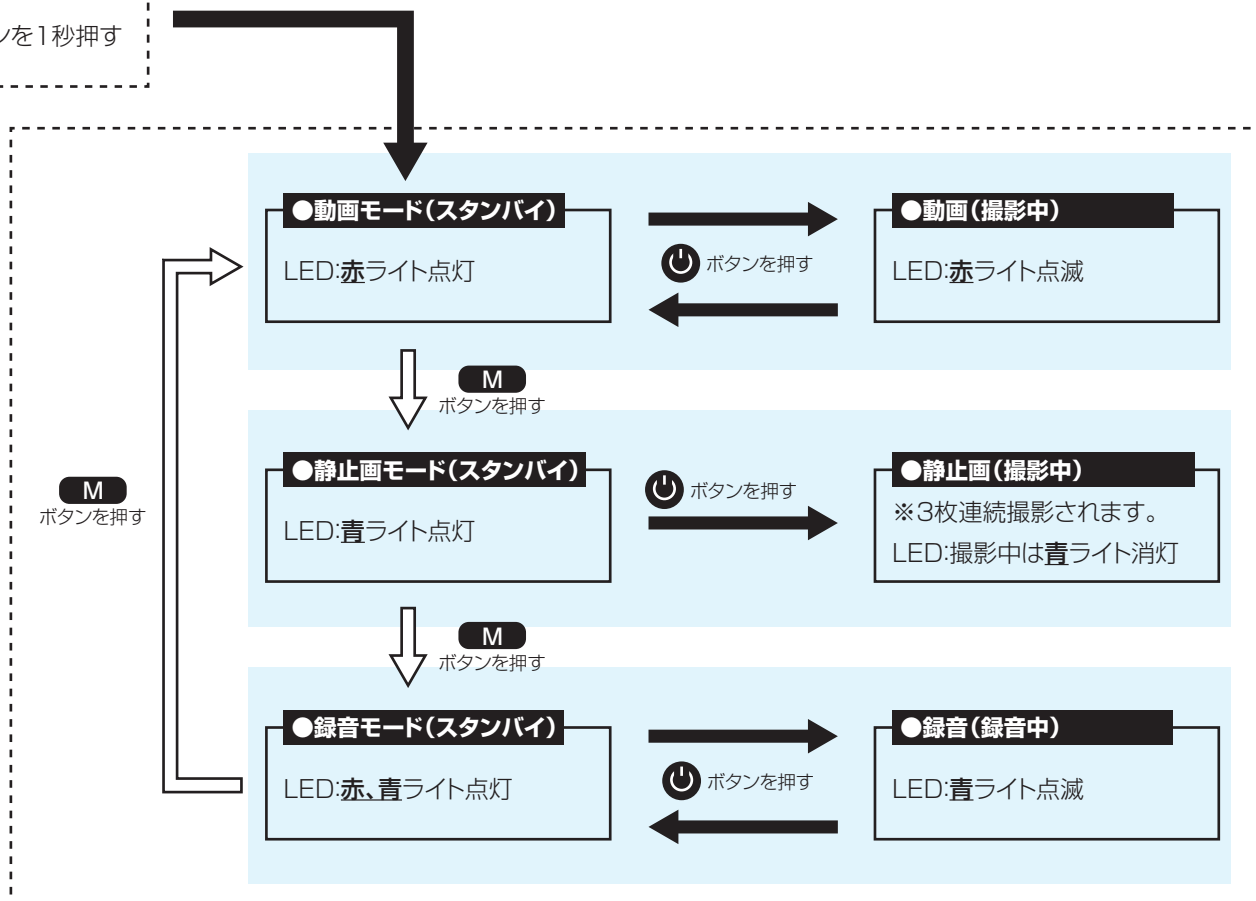 ンを1秒押す
●動画モード(スタンバイ)
LED:赤ライト点灯
ボタンを押す
●動画(撮影中)
LED:赤ライト点滅
M
ボタンを押す
●静止画モード(スタンバイ)
LED:青ライト点灯
ボタンを押す
●静止画(撮影中)
※3枚連続撮影されます。
LED:撮影中は青ライト消灯
M
ボタンを押す
M
ボタンを押す
●録音モード(スタンバイ)
LED:赤、青ライト点灯
ボタンを押す
●録音(録音中)
LED:青ライト点滅